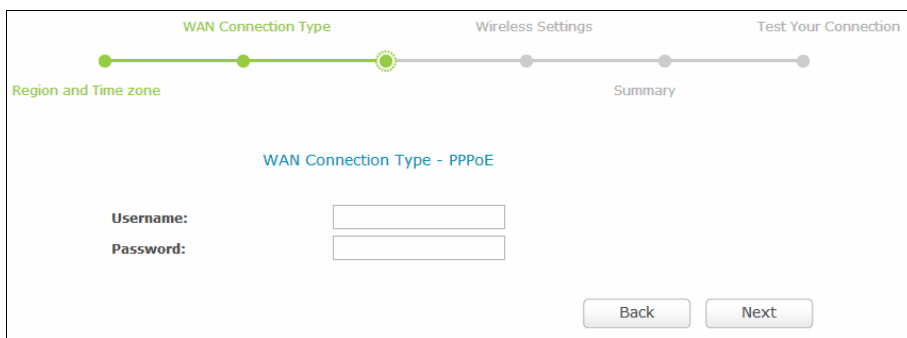 WAN Connection Type
Wireless Settings
Test Your Connection
Region and Time zone
Summary
WAN Connection Type - PPPoE
Username:
Password:
Back
Next